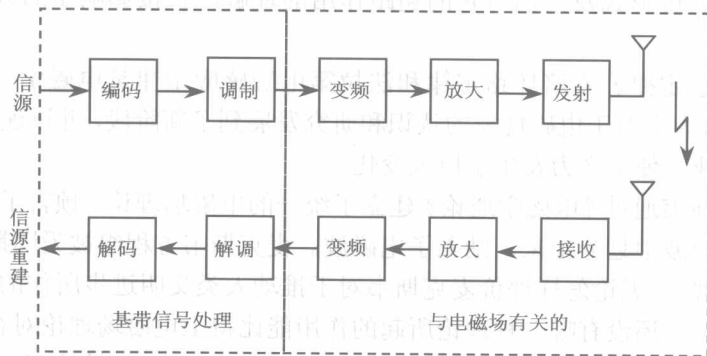 信源
编码
调制
变频
放大
发射
信源重建
解码
解调
变频
放大
接收
基带信号处理
与电磁场有关的